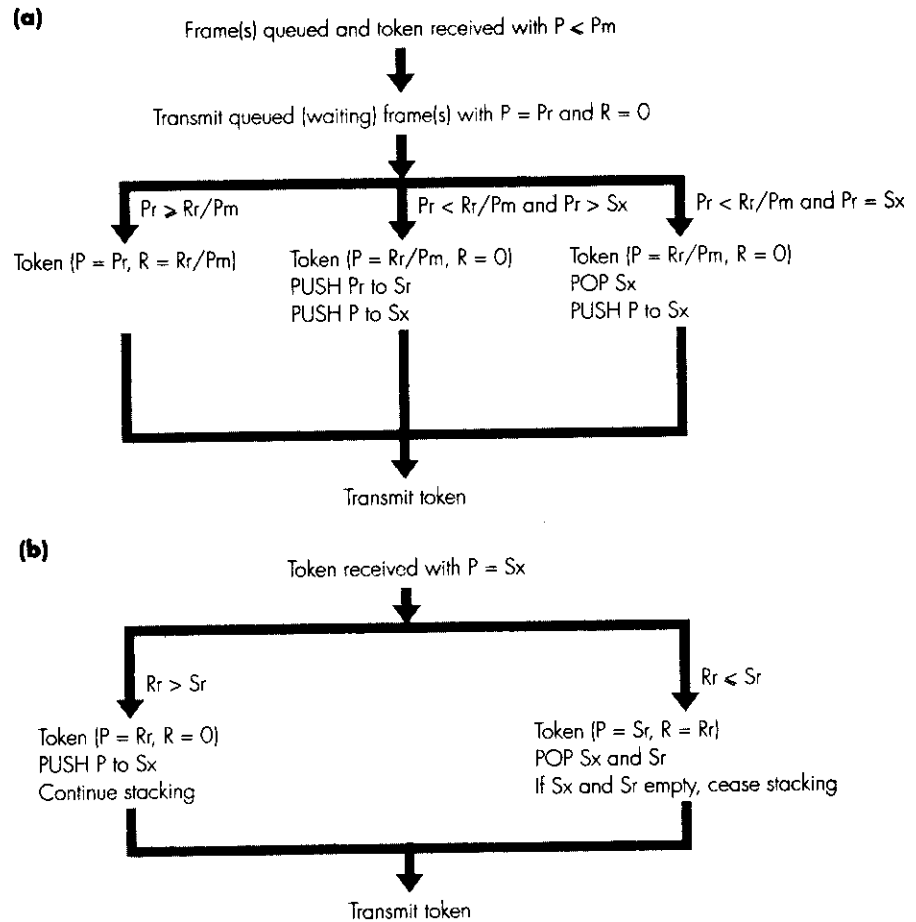 (a)
Frame(s) queued and token received with P ⩽ Pm
Transmit queued (waiting) frame(s) with P = Pr and R = 0
Pr ⩾ Rr/Pm
Token (P = Pr, R = Rr/Pm)
Pr < Rr/Pm and Pr > Sx
Token (P = Rr/Pm, R = 0)
PUSH Pr to Sr
PUSH P to Sx
Pr < Rr/Pm and Pr = Sx
Token (P = Rr/Pm, R = 0)
POP Sx
PUSH P to Sx
Transmit token
(b)
Token received with P = Sx
Rr > Sr
Token (P = Rr, R = 0)
PUSH P to Sx
Continue stacking
Rr ⩽ Sr
Token (P = Sr, R = Rr)
POP Sx and Sr
If Sx and Sr empty, cease stacking
Transmit token